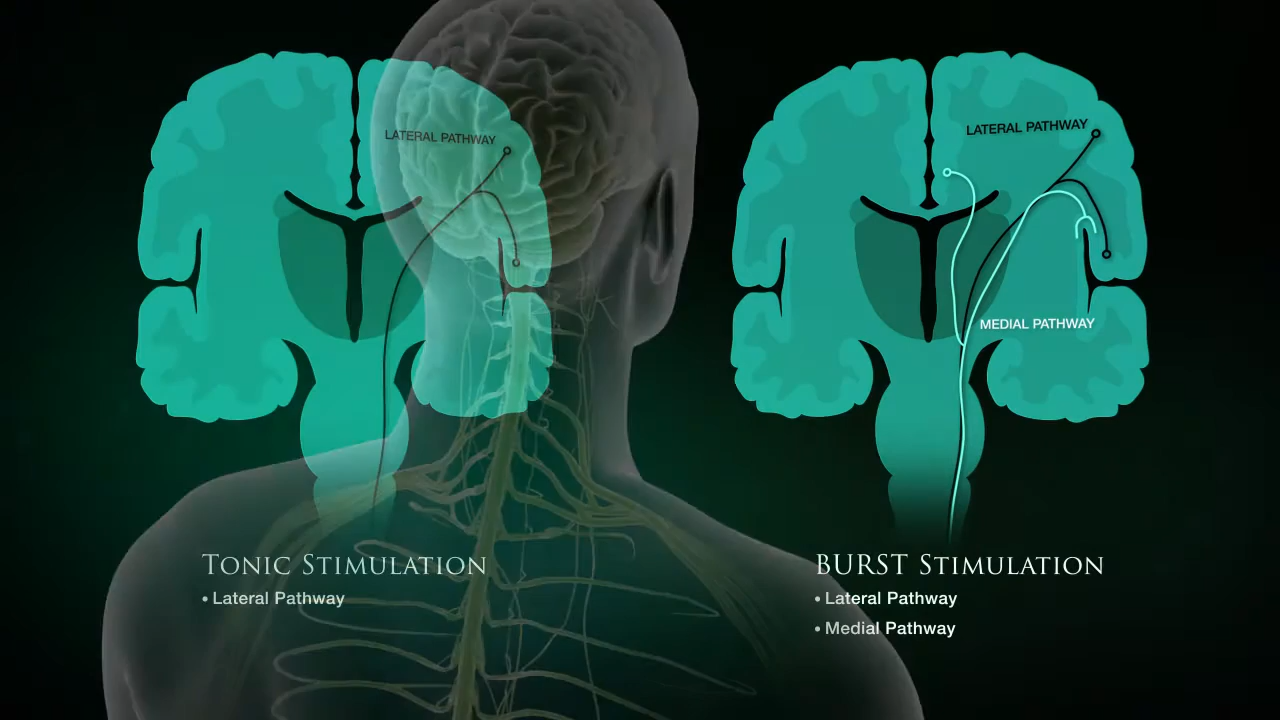 LATERAL PATHWAY
LATERAL PATHWAY
MEDIAL PATHWAY
TONIC STIMULATION
• Lateral Pathway
BURST STIMULATION
• Lateral Pathway
• Medial Pathway